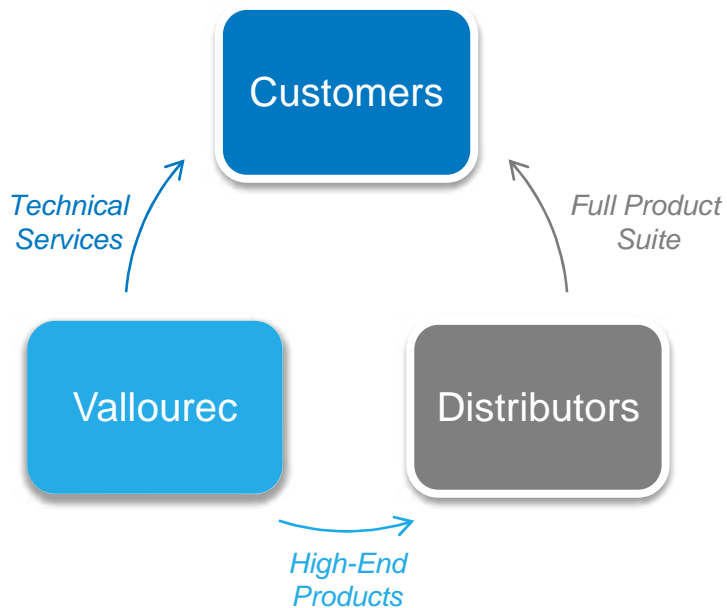 Customers
Technical
Services
Full Product
Suite
Vallourec
Distributors
High-End
Products